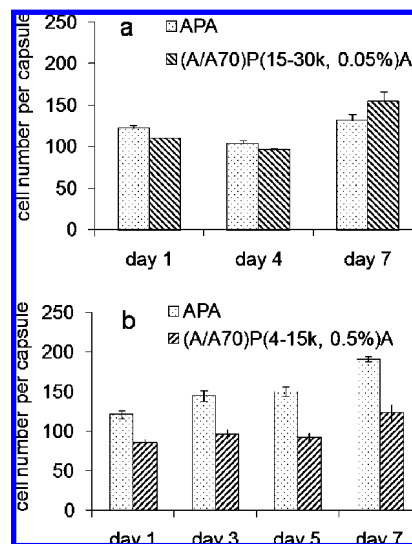 a
APA
(A/A70)P(15-30k, 0.05%)A
cell number per capsule
250
200
150
100
50
0
day 1 day 4 day 7
b
APA
(A/A70)P(4-15k, 0.5%)A
cell number per capsule
250
200
150
100
50
0
day 1 day 3 day 5 day 7